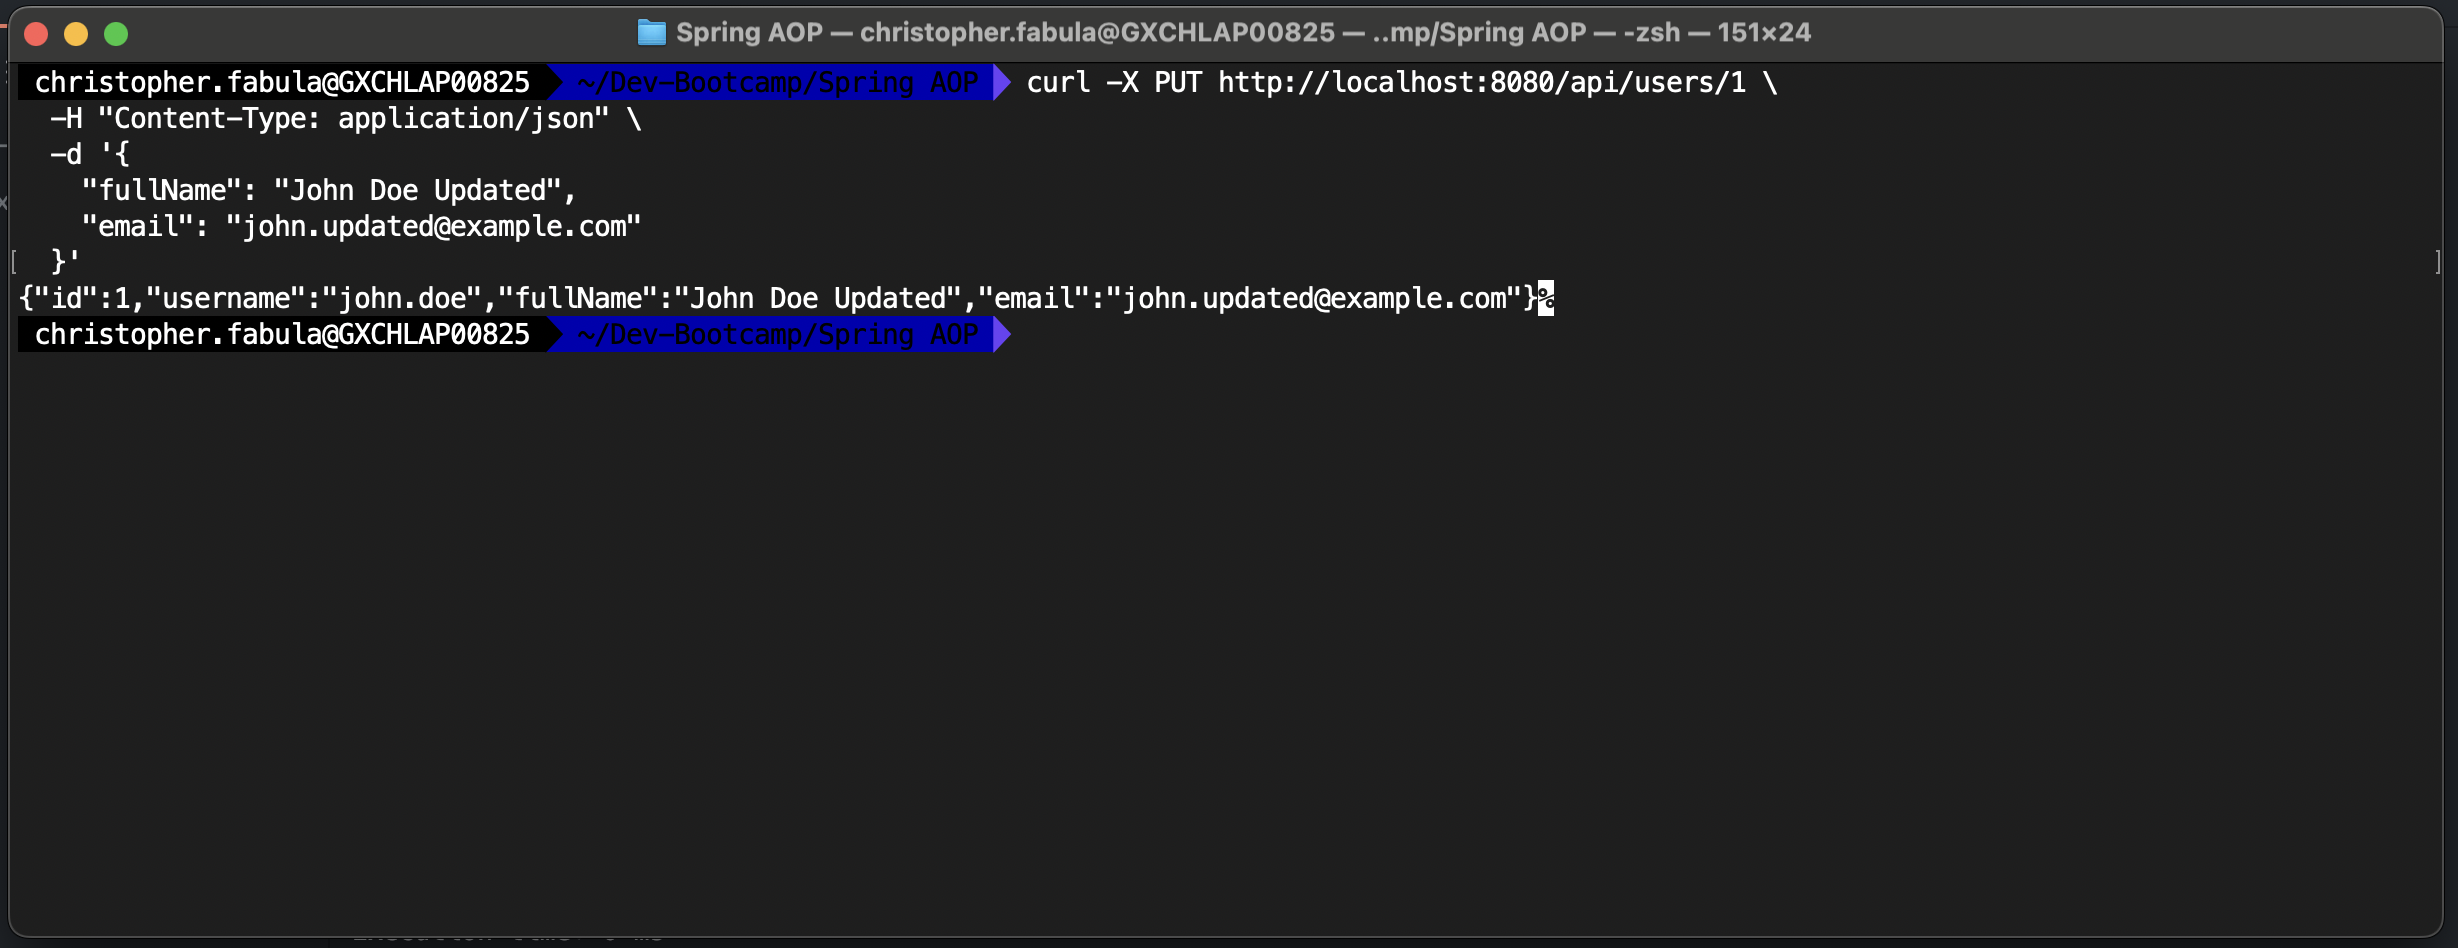 Spring AOP — christopher.fabula@GXCHLAP00825 — ..mp/Spring AOP — -zsh — 151×24
christopher.fabula@GXCHLAP00825 ~/Dev-Bootcamp/Spring AOP curl -X PUT http://localhost:8080/api/users/1 \
-H "Content-Type: application/json" \
-d '{
"fullName": "John Doe Updated",
"email": "john.updated@example.com"
[ }' ]
{"id":1,"username":"john.doe","fullName":"John Doe Updated","email":"john.updated@example.com"}%
christopher.fabula@GXCHLAP00825 ~/Dev-Bootcamp/Spring AOP